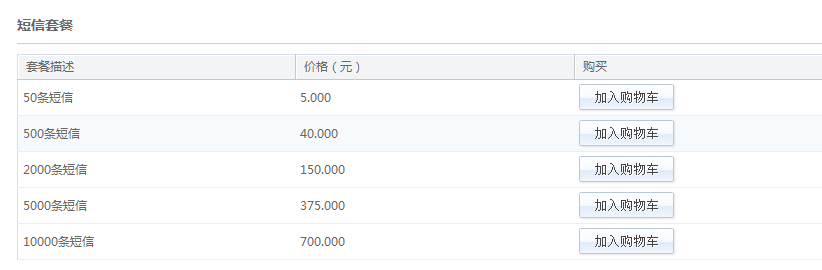 短信套餐
套餐描述 价格（元） 购买
50条短信 5.000 加入购物车
500条短信 40.000 加入购物车
2000条短信 150.000 加入购物车
5000条短信 375.000 加入购物车
10000条短信 700.000 加入购物车